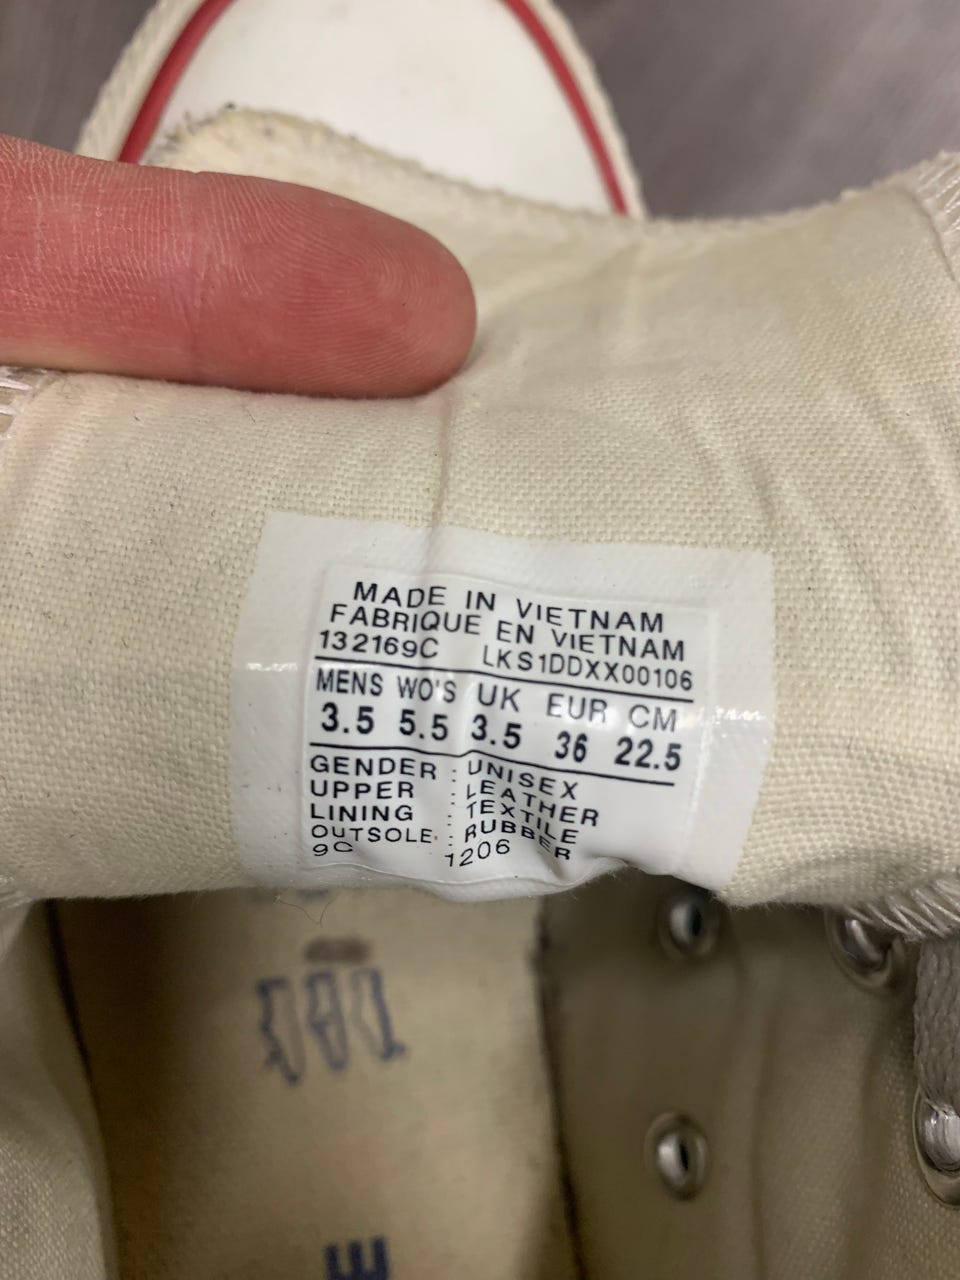 MADE IN VIETNAM
FABRIQUE EN VIETNAM
132169C LKS1DDXX00106
MENS WO'S UK EUR CM
3.5 5.5 3.5 36 22.5
GENDER : UNISEX
UPPER : LEATHER
LINING : TEXTILE
OUTSOLE : RUBBER
9C 1206